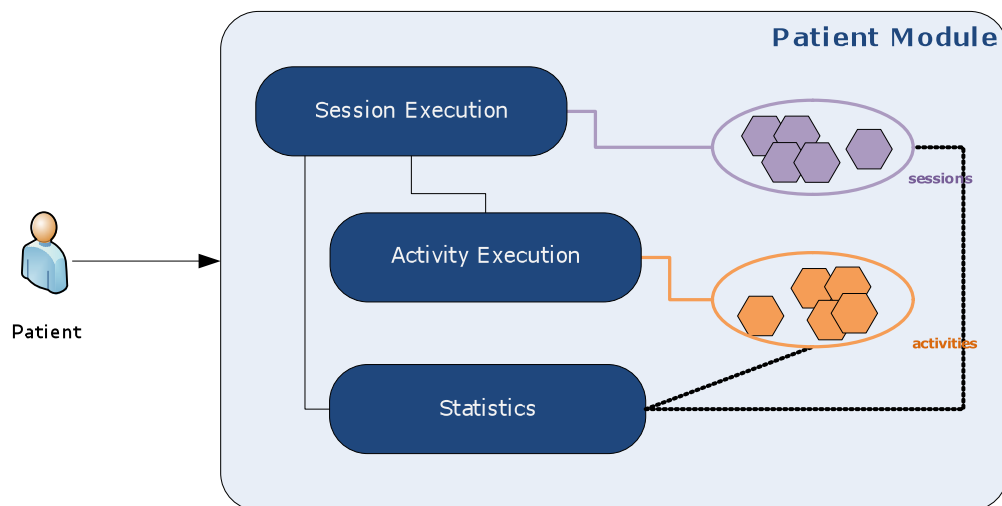 Patient Module
Session Execution
sessions
Activity Execution
Patient
activities
Statistics